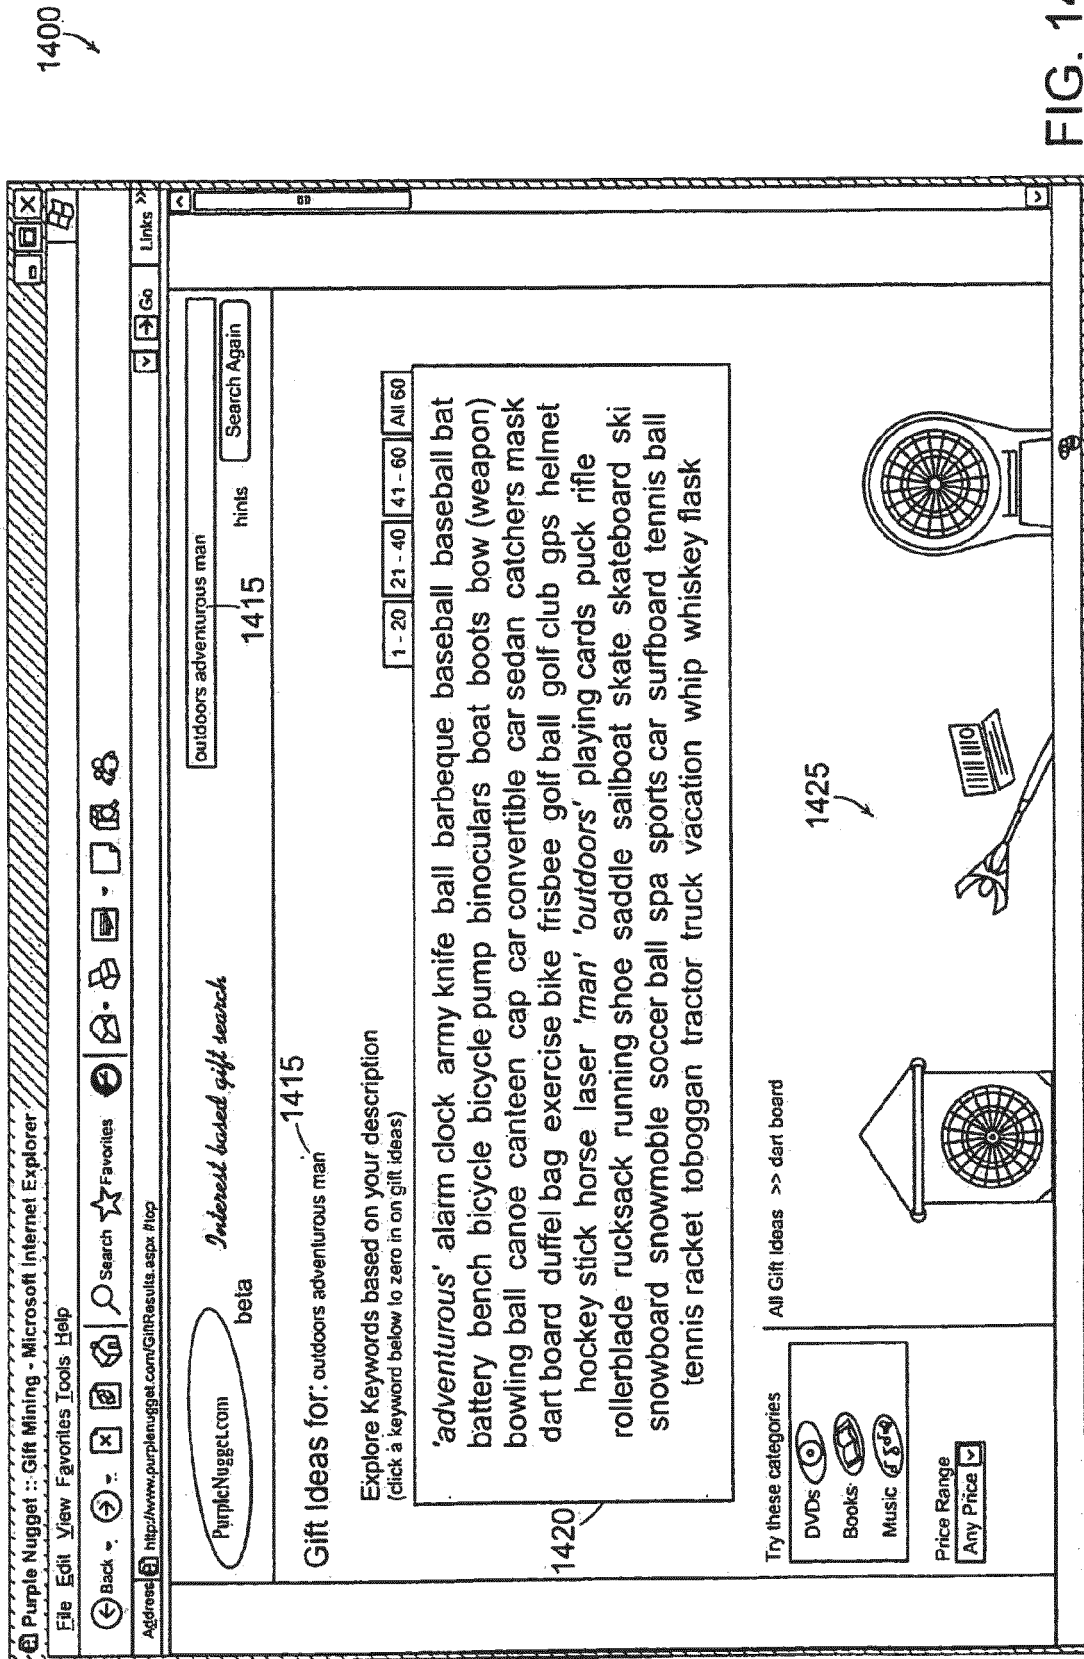 1400
Purple Nugget :: Gift Mining - Microsoft Internet Explorer
File Edit View Favorites Tools Help
Back Search Favorites
Address http://www.purplenugget.com/GiftResults.aspx #top Go Links »
PurpleNugget.com
beta
Interest based gift search
outdoors adventurous man
1415
hints
Search Again
Gift Ideas for: outdoors adventurous man
1415
Explore Keywords based on your description
(click a keyword below to zero in on gift ideas)
1 - 20 21 - 40 41 - 60 All 60
'adventurous' alarm clock army knife ball barbeque baseball baseball bat
battery bench bicycle bicycle pump binoculars boat boots bow (weapon)
bowling ball canoe canteen cap car convertible car sedan catchers mask
dart board duffel bag exercise bike frisbee golf ball golf club gps helmet
hockey stick horse laser 'man' 'outdoors' playing cards puck rifle
rollerblade rucksack running shoe saddle sailboat skate skateboard ski
snowboard snowmoble soccer ball spa sports car surfboard tennis ball
tennis racket toboggan tractor truck vacation whip whiskey flask
1420
Try these categories
DVDs
Books
Music
Price Range
Any Price
All Gift Ideas >> dart board
1425
FIG. 14